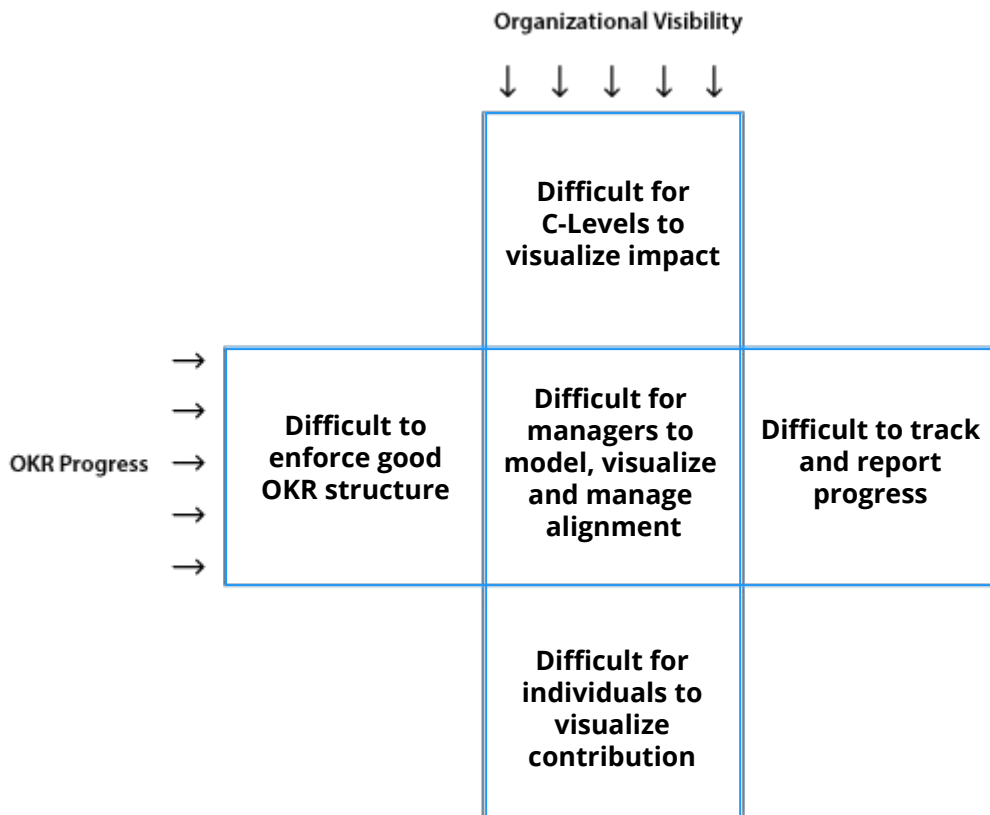 Organizational Visibility
↓ ↓ ↓ ↓ ↓
Difficult for
C-Levels to
visualize impact
OKR Progress
→
→
→
→
→
Difficult to
enforce good
OKR structure
Difficult for
managers to
model, visualize
and manage
alignment
Difficult to track
and report
progress
Difficult for
individuals to
visualize
contribution